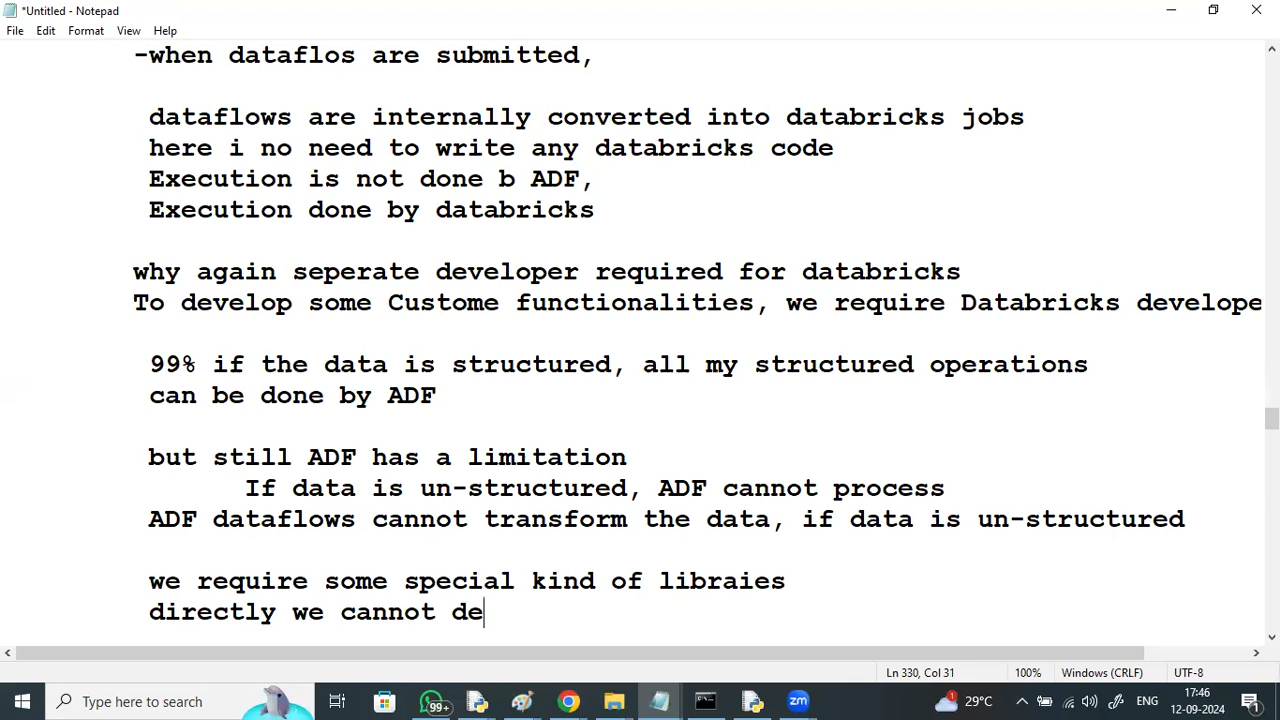 *Untitled - Notepad
File Edit Format View Help
-when dataflos are submitted,
dataflows are internally converted into databricks jobs
here i no need to write any databricks code
Execution is not done b ADF,
Execution done by databricks
why again seperate developer required for databricks
To develop some Custome functionalities, we require Databricks develope
99% if the data is structured, all my structured operations
can be done by ADF
but still ADF has a limitation
If data is un-structured, ADF cannot process
ADF dataflows cannot transform the data, if data is un-structured
we require some special kind of libraies
directly we cannot de
Ln 330, Col 31 100% Windows (CRLF) UTF-8
Type here to search 99+ zm 1 29°C ENG 17:46 12-09-2024 1